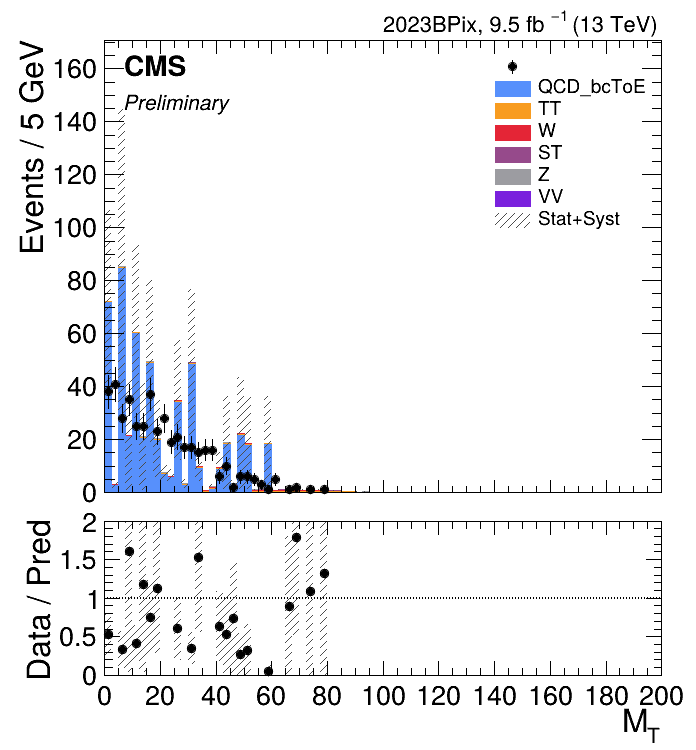 2023BPix, 9.5 fb ⁻¹ (13 TeV)
CMS
Preliminary
QCD_bcToE
TT
W
ST
Z
VV
Stat+Syst
Events / 5 GeV
160
140
120
100
80
60
40
20
0
Data / Pred
2
1.5
1
0.5
0
0 20 40 60 80 100 120 140 160 180 200
M_T